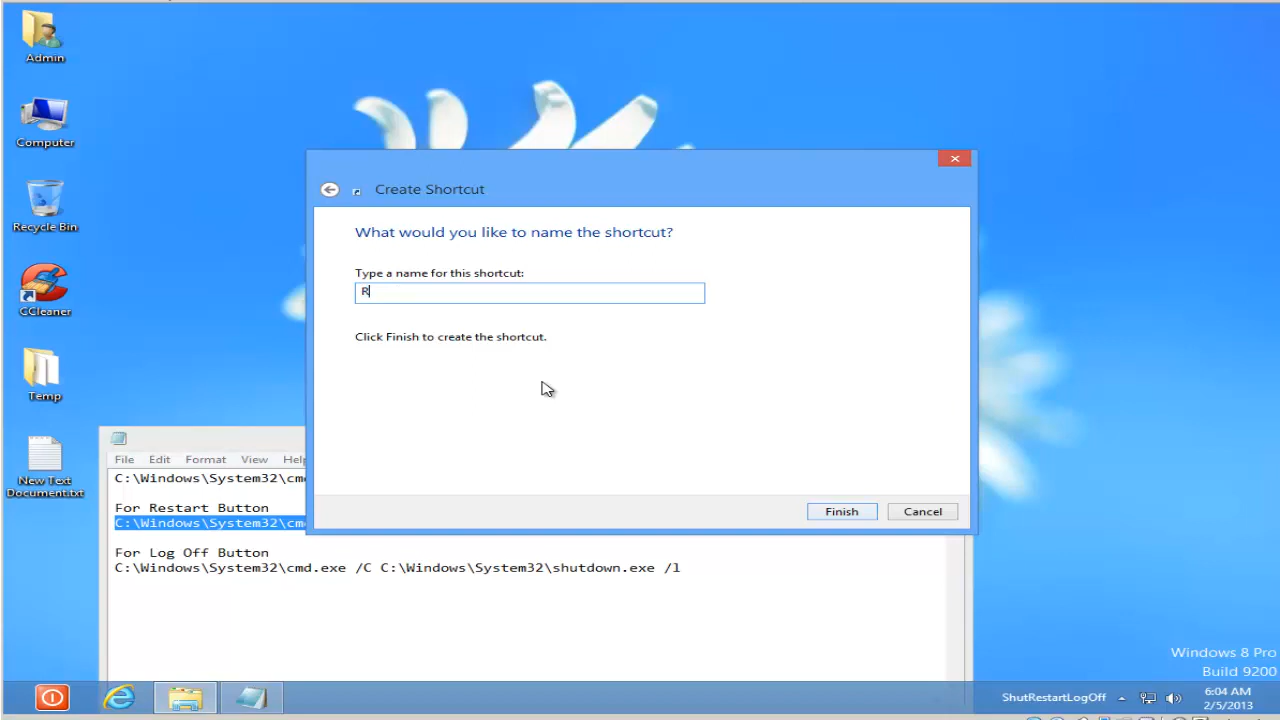 Admin
Computer
Recycle Bin
CCleaner
Temp
New Text
Document.txt
Create Shortcut
What would you like to name the shortcut?
Type a name for this shortcut:
R
Click Finish to create the shortcut.
Finish
Cancel
File Edit Format View Help
C:\Windows\System32\cm
For Restart Button
C:\Windows\System32\cm
For Log Off Button
C:\Windows\System32\cmd.exe /C C:\Windows\System32\shutdown.exe /l
Windows 8 Pro
Build 9200
ShutRestartLogOff
6:04 AM
2/5/2013